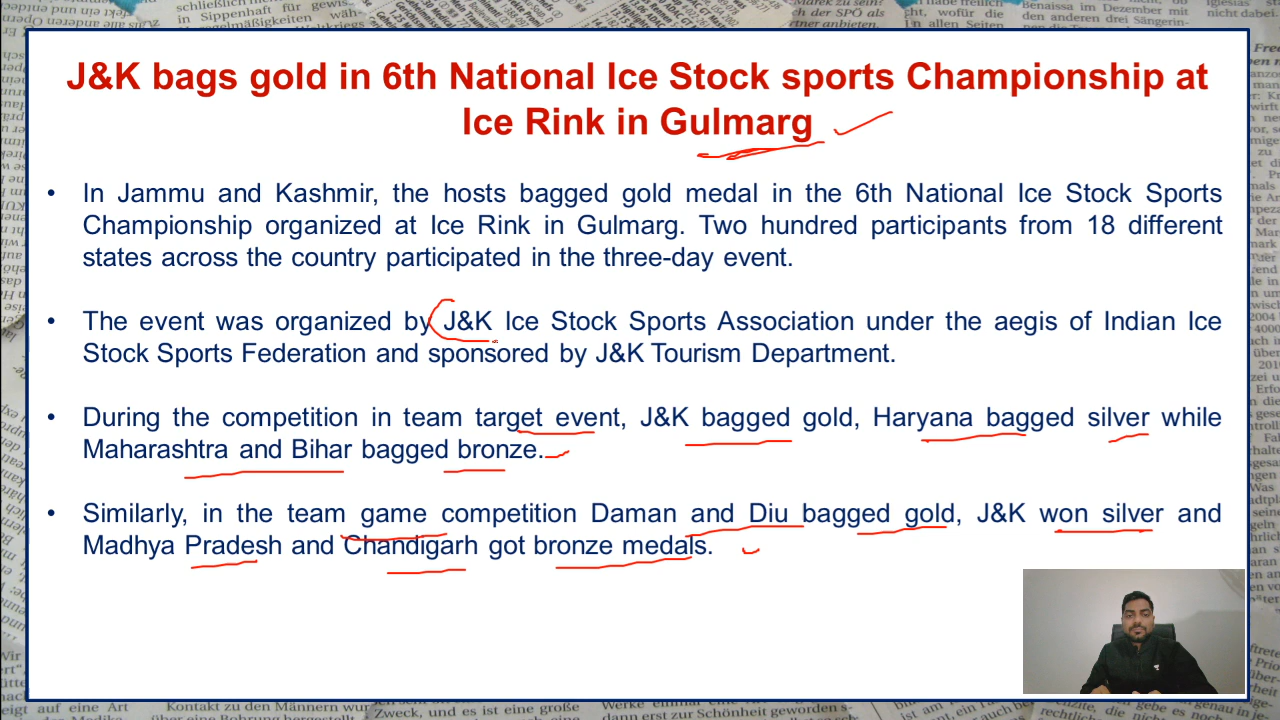 J&K bags gold in 6th National Ice Stock sports Championship at
Ice Rink in Gulmarg
• In Jammu and Kashmir, the hosts bagged gold medal in the 6th National Ice Stock Sports
Championship organized at Ice Rink in Gulmarg. Two hundred participants from 18 different
states across the country participated in the three-day event.
• The event was organized by J&K Ice Stock Sports Association under the aegis of Indian Ice
Stock Sports Federation and sponsored by J&K Tourism Department.
• During the competition in team target event, J&K bagged gold, Haryana bagged silver while
Maharashtra and Bihar bagged bronze.
• Similarly, in the team game competition Daman and Diu bagged gold, J&K won silver and
Madhya Pradesh and Chandigarh got bronze medals.